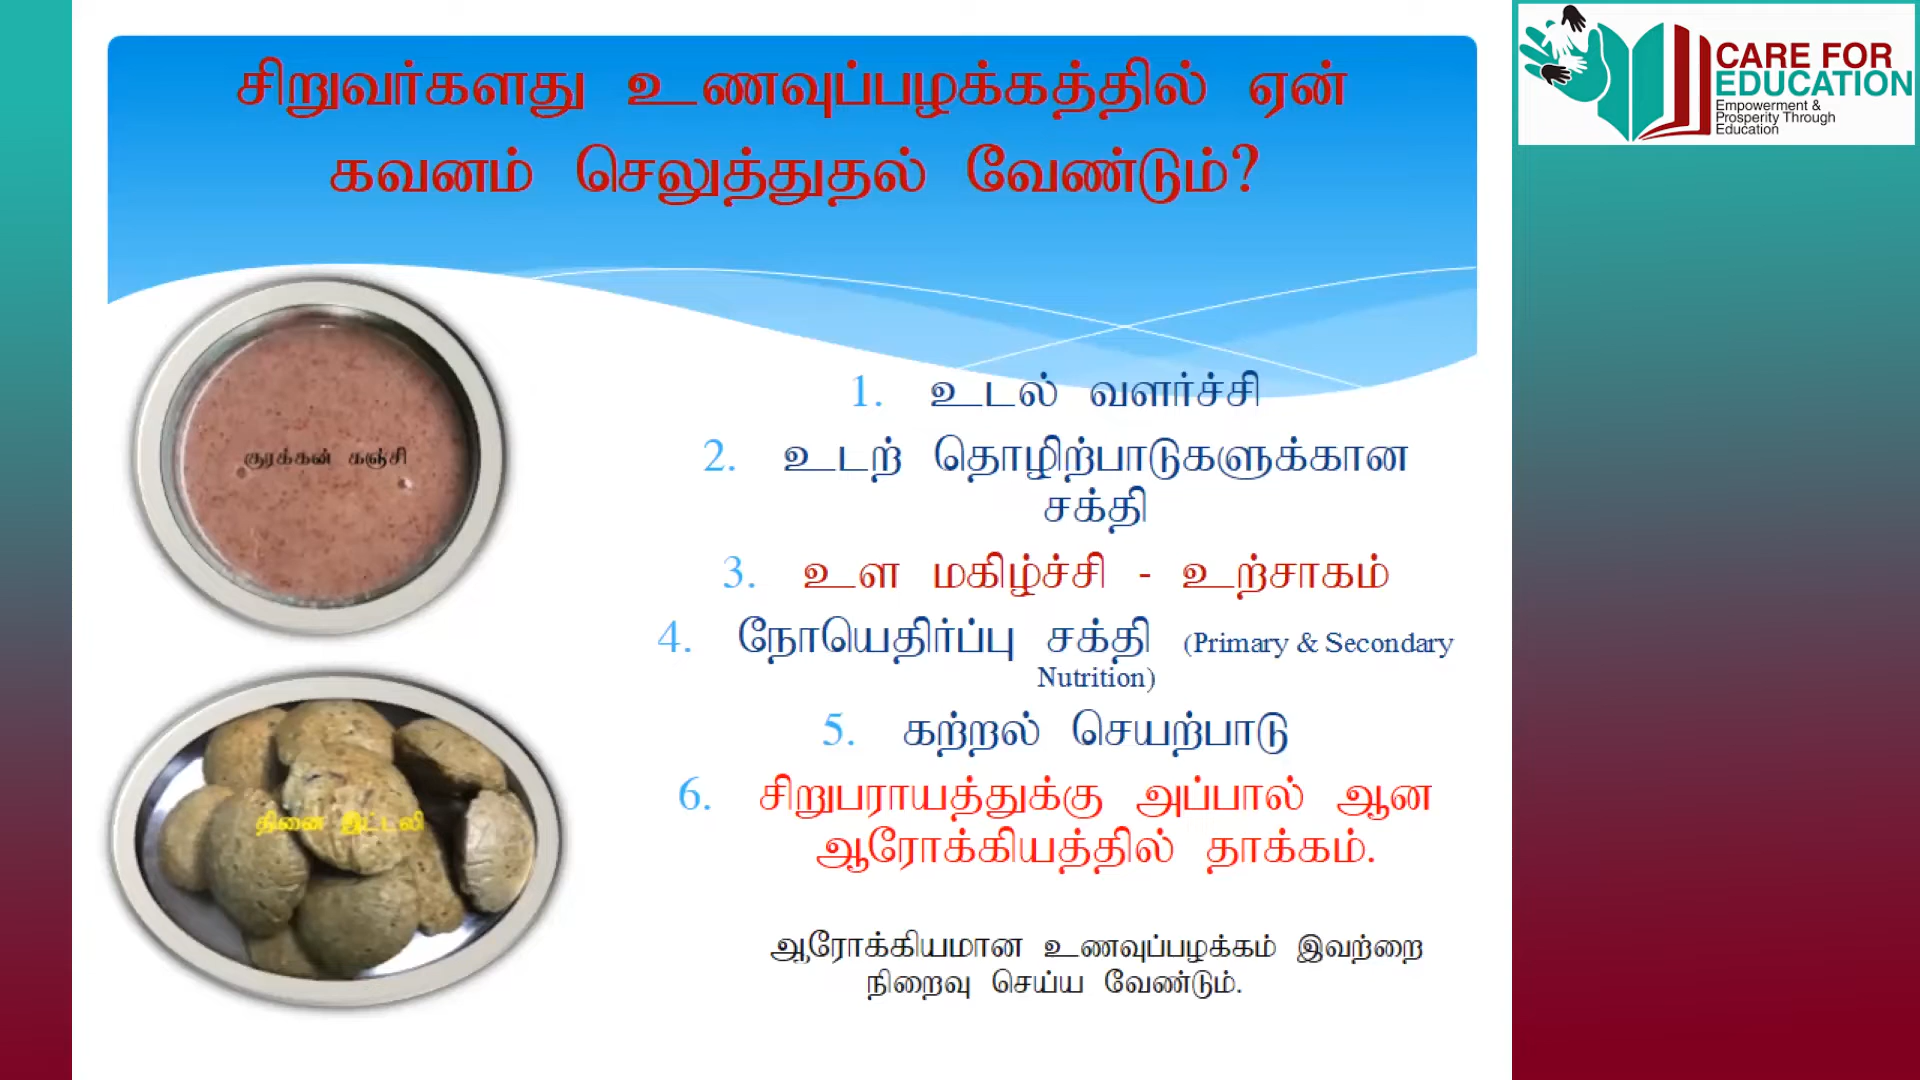 சிறுவர்களது உணவுப்பழக்கத்தில் ஏன்
கவனம் செலுத்துதல் வேண்டும்?
CARE FOR
EDUCATION
Empowerment &
Prosperity Through
Education
குரக்கன் கஞ்சி
தினை இட்டலி
1. உடல் வளர்ச்சி
2. உடற் தொழிற்பாடுகளுக்கான
சக்தி
3. உள மகிழ்ச்சி - உற்சாகம்
4. நோயெதிர்ப்பு சக்தி (Primary & Secondary
Nutrition)
5. கற்றல் செயற்பாடு
6. சிறுபராயத்துக்கு அப்பால் ஆன
ஆரோக்கியத்தில் தாக்கம்.
ஆரோக்கியமான உணவுப்பழக்கம் இவற்றை
நிறைவு செய்ய வேண்டும்.